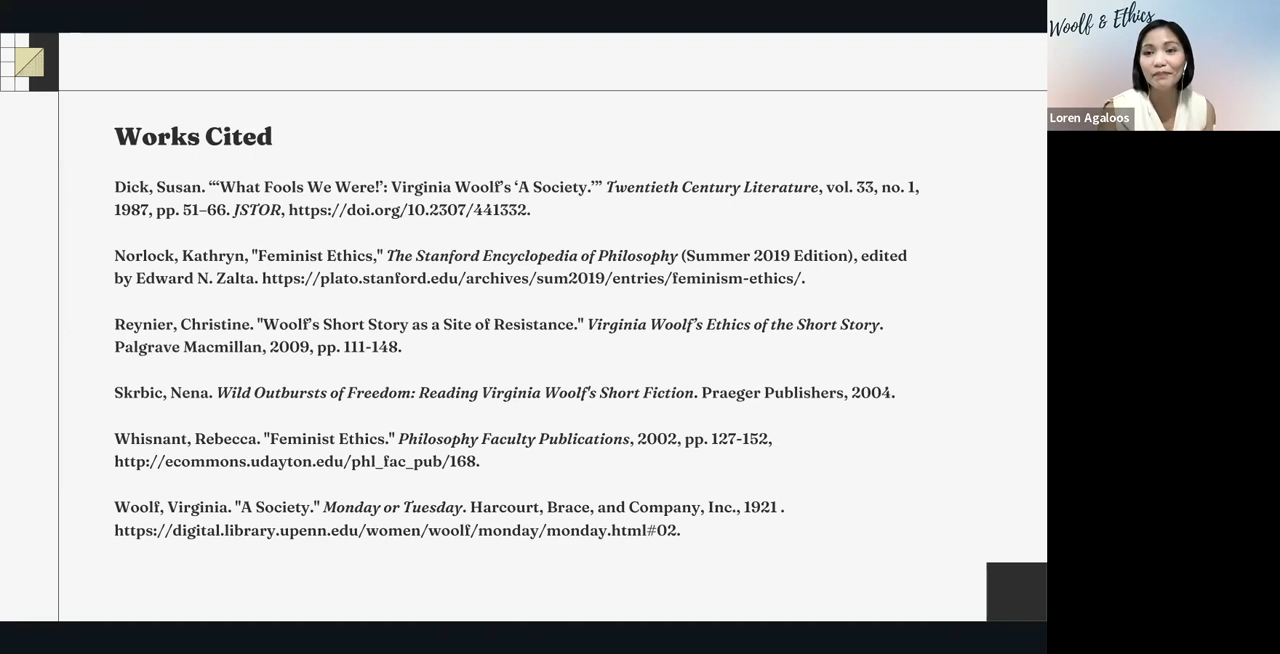 Works Cited
Dick, Susan. “‘What Fools We Were!’: Virginia Woolf’s ‘A Society.’” Twentieth Century Literature, vol. 33, no. 1,
1987, pp. 51–66. JSTOR, https://doi.org/10.2307/441332.
Norlock, Kathryn, "Feminist Ethics," The Stanford Encyclopedia of Philosophy (Summer 2019 Edition), edited
by Edward N. Zalta. https://plato.stanford.edu/archives/sum2019/entries/feminism-ethics/.
Reynier, Christine. "Woolf’s Short Story as a Site of Resistance." Virginia Woolf’s Ethics of the Short Story.
Palgrave Macmillan, 2009, pp. 111-148.
Skrbic, Nena. Wild Outbursts of Freedom: Reading Virginia Woolf's Short Fiction. Praeger Publishers, 2004.
Whisnant, Rebecca. "Feminist Ethics." Philosophy Faculty Publications, 2002, pp. 127-152,
http://ecommons.udayton.edu/phl_fac_pub/168.
Woolf, Virginia. "A Society." Monday or Tuesday. Harcourt, Brace, and Company, Inc., 1921 .
https://digital.library.upenn.edu/women/woolf/monday/monday.html#02.
Woolf & Ethics
Loren Agaloos